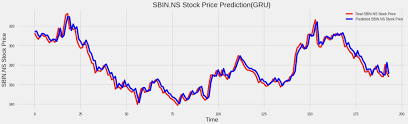 SBIN.NS Stock Price Prediction(GRU)
Real SBIN.NS Stock Price
Predicted SBIN.NS Stock Price
SBIN.NS Stock Price
0 25 50 75 100 125 150 175 200
Time